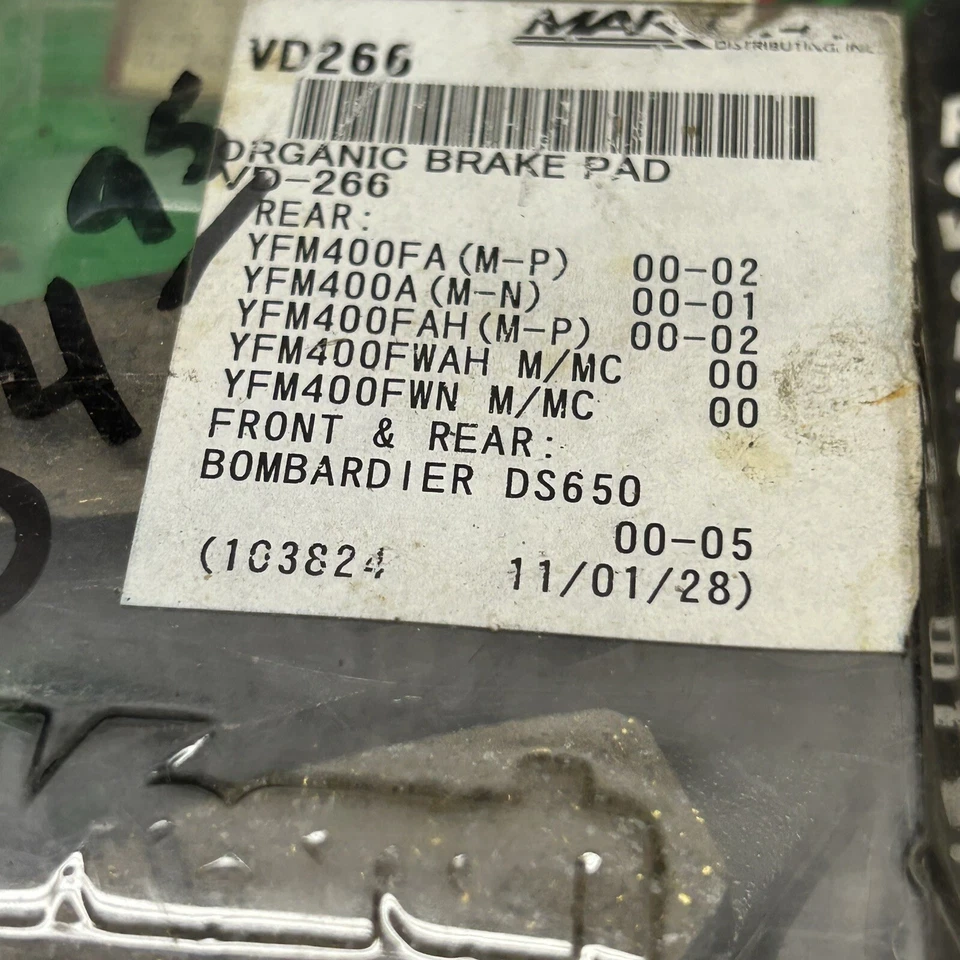 VD266
DISTRIBUTING, INC
ORGANIC BRAKE PAD
VD-266
REAR:
YFM400FA(M-P) 00-02
YFM400A(M-N) 00-01
YFM400FAH(M-P) 00-02
YFM400FWAH M/MC 00
YFM400FWN M/MC 00
FRONT & REAR:
BOMBARDIER DS650
00-05
(103824 11/01/28)
95